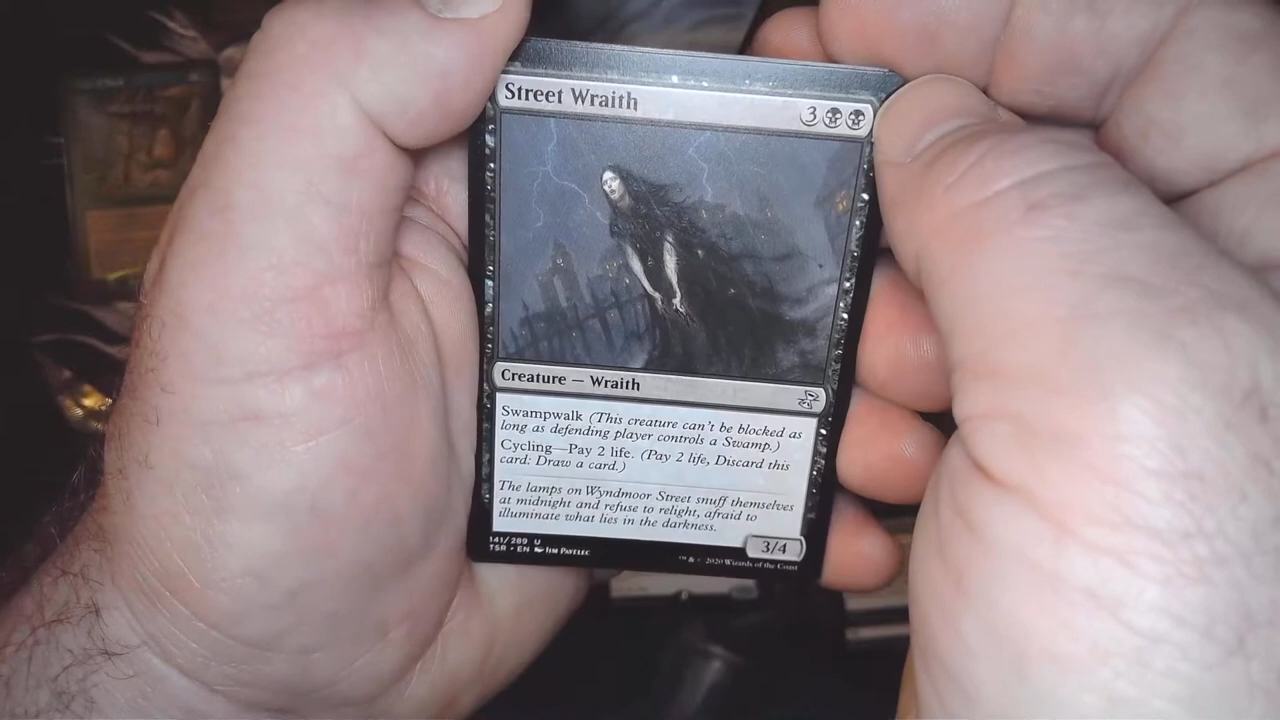 Street Wraith 3
Creature — Wraith
Swampwalk (This creature can't be blocked as
long as defending player controls a Swamp.)
Cycling—Pay 2 life. (Pay 2 life, Discard this
card: Draw a card.)
The lamps on Wyndmoor Street snuff themselves
at midnight and refuse to relight, afraid to
illuminate what lies in the darkness.
3/4
141/289 U
TSR • EN Jim Pavelec
™ & © 2020 Wizards of the Coast